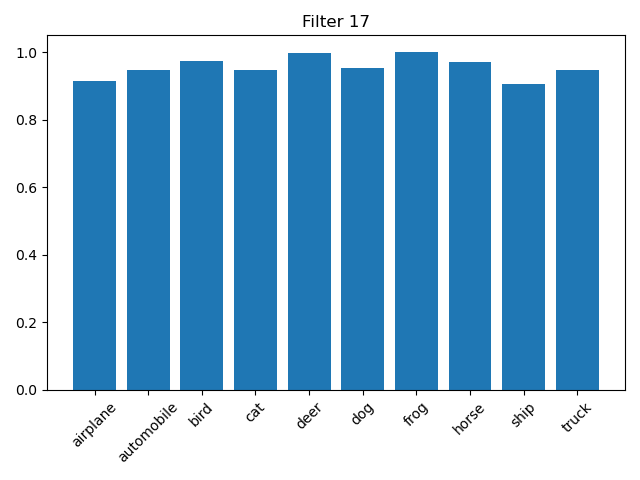 Filter 17
1.0
0.8
0.6
0.4
0.2
0.0
airplane
automobile
bird
cat
deer
dog
frog
horse
ship
truck